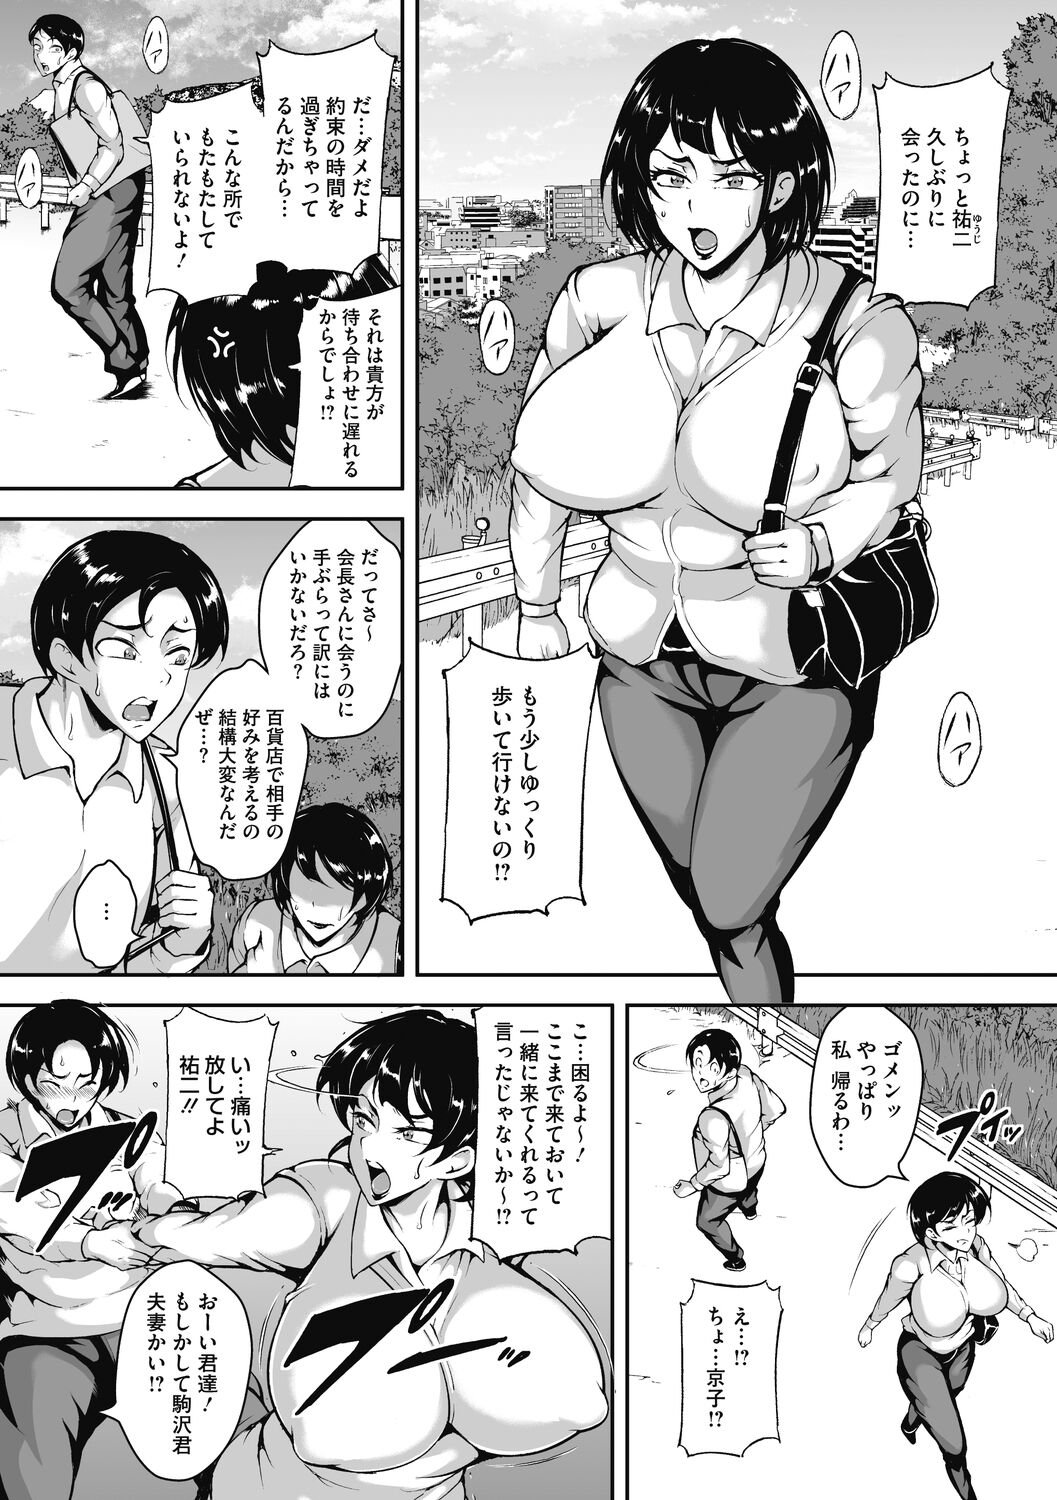 ちょっと祐二
ゆうじ
久しぶりに
会ったのに…
ハァ
ハァ
ハァ
もう少しゆっくり
歩いて行けないの!?
ハァ
ハァ
だ…ダメだよ
約束の時間を
過ぎちゃって
るんだから…
こんな所で
もたもたして
いられないよ!
それは貴方が
待ち合わせに遅れる
からでしょ!?
だってさ〜
会長さんに会うのに
手ぶらって訳には
いかないだろ?
百貨店で相手の
好みを考えるの
結構大変なんだ
ぜ…?
…
ゴメンッ
やっぱり
私 帰るわ…
プイッ
え…!?
ちょ…京子!?
こ…困るよ〜!
ここまで来ておいて
一緒に来てくれるって
言ったじゃないか〜!?
い…痛いッ
放してよ
祐二!!
プーーッ
おーい君達!
もしかして駒沢君
夫妻かい!?